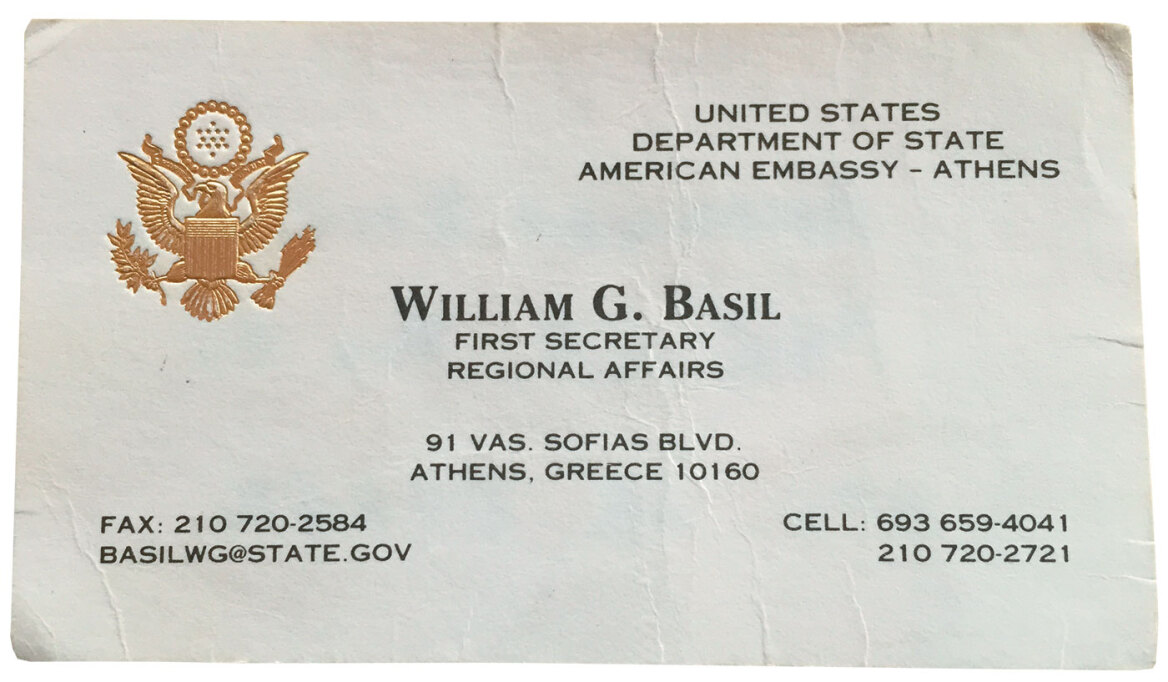 UNITED STATES
DEPARTMENT OF STATE
AMERICAN EMBASSY – ATHENS
WILLIAM G. BASIL
FIRST SECRETARY
REGIONAL AFFAIRS
91 VAS. SOFIAS BLVD.
ATHENS, GREECE 10160
FAX: 210 720-2584
BASILWG@STATE.GOV
CELL: 693 659-4041
210 720-2721